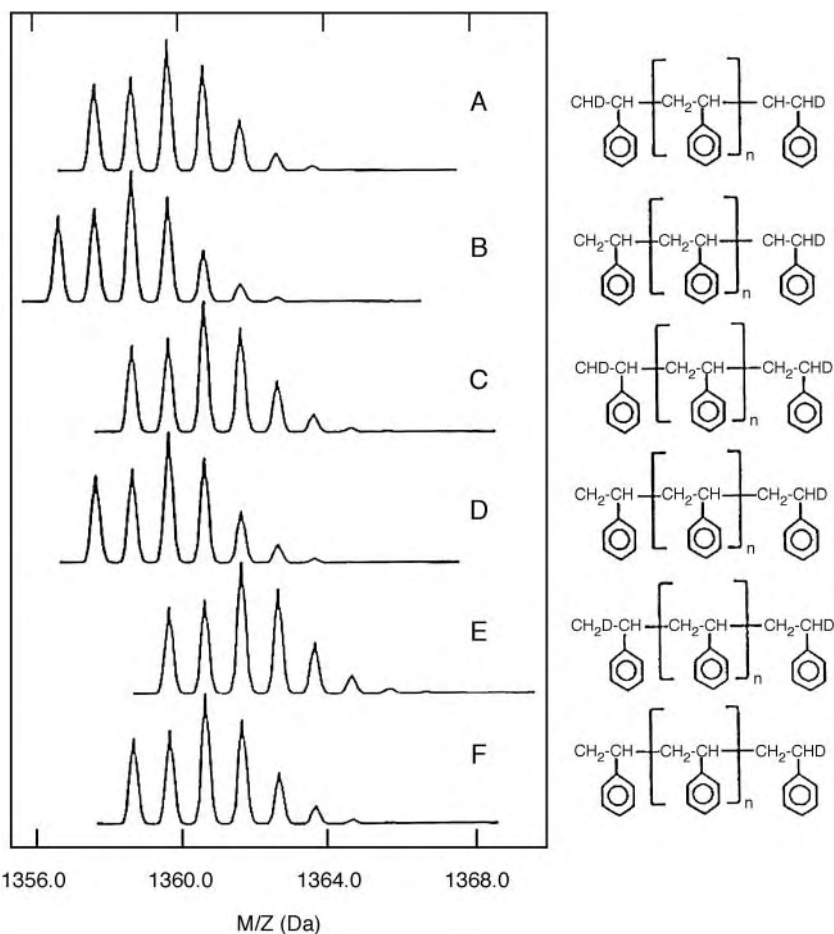 A CHD-CH CH₂-CH CH-CHD
n
B CH₂-CH CH₂-CH CH-CHD
n
C CHD-CH CH₂-CH CH₂-CHD
n
D CH₂-CH CH₂-CH CH₂-CHD
n
E CH₂D-CH CH₂-CH CH₂-CHD
n
F CH₂-CH CH₂-CH CH₂-CHD
n
1356.0 1360.0 1364.0 1368.0
M/Z (Da)